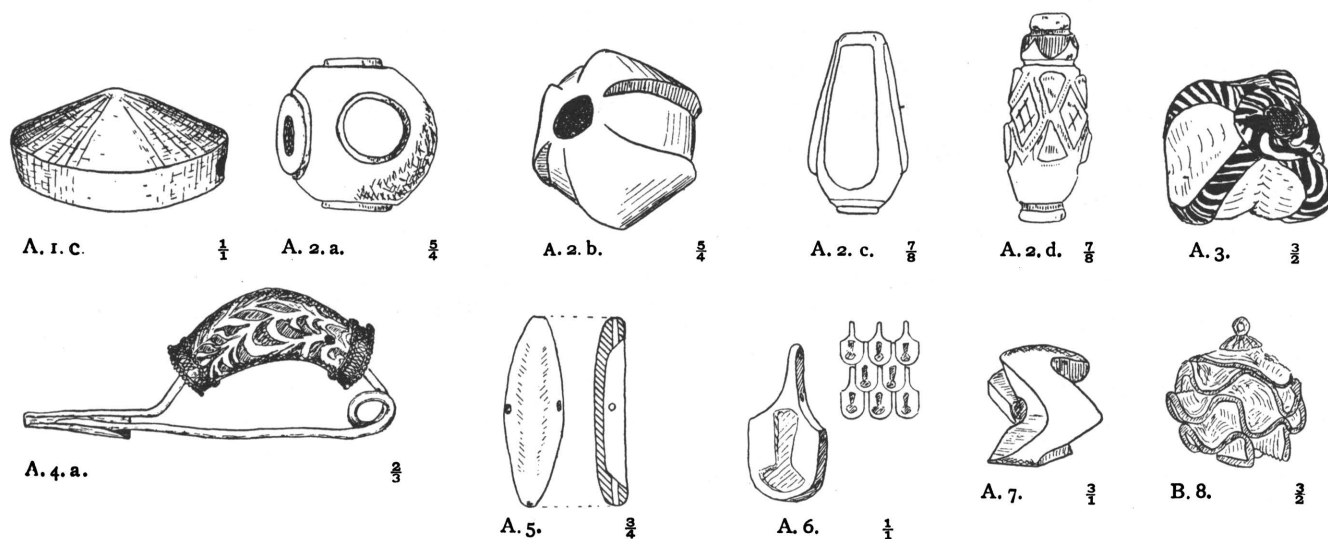 A. 1. C. 1/1
A. 2. a. 5/4
A. 2. b. 5/4
A. 2. c. 7/8
A. 2. d. 7/8
A. 3. 3/2
A. 4. a. 2/3
A. 5. 3/4
A. 6. 1/1
A. 7. 3/1
B. 8. 3/2